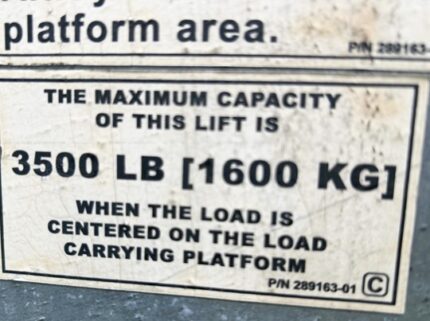 platform area.
P/N 289163-
THE MAXIMUM CAPACITY
OF THIS LIFT IS
3500 LB [1600 KG]
WHEN THE LOAD IS
CENTERED ON THE LOAD
CARRYING PLATFORM
P/N 289163-01 C